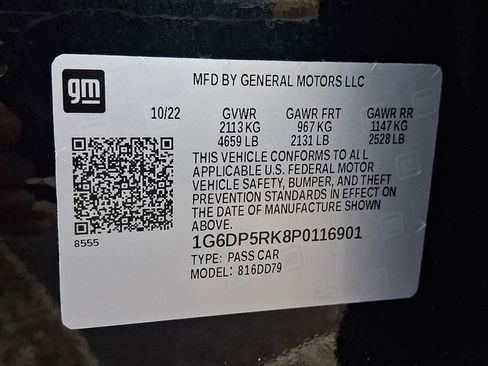 gm
MFD BY GENERAL MOTORS LLC
10/22 GVWR GAWR FRT GAWR RR
2113 KG 967 KG 1147 KG
4659 LB 2131 LB 2528 LB
THIS VEHICLE CONFORMS TO ALL
APPLICABLE U.S. FEDERAL MOTOR
VEHICLE SAFETY, BUMPER, AND THEFT
PREVENTION STANDARDS IN EFFECT ON
THE DATE OF MANUFACTURE SHOWN
ABOVE.
8555
1G6DP5RK8P0116901
TYPE: PASS CAR
MODEL: 816DD79